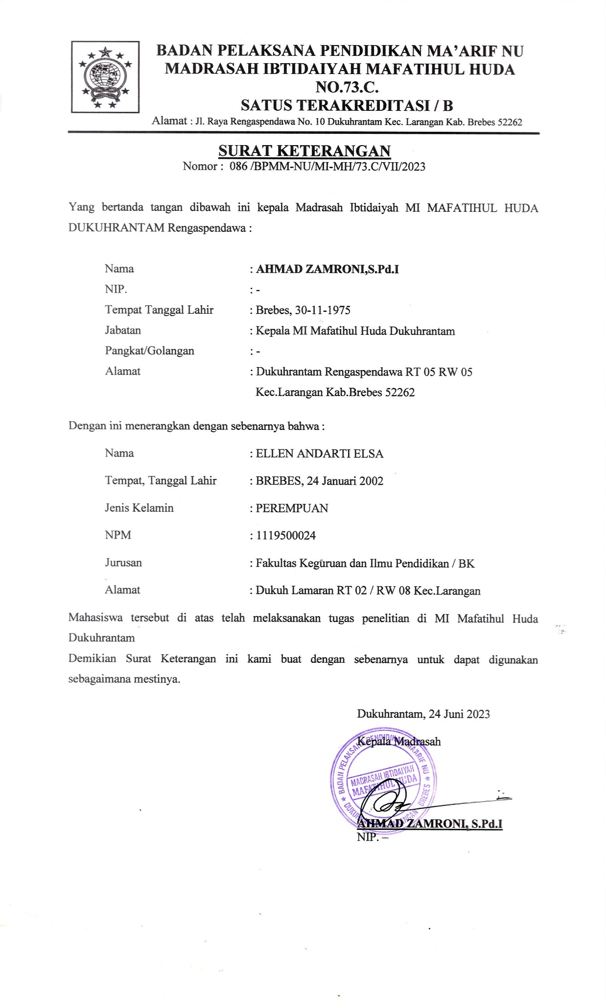 BADAN PELAKSANA PENDIDIKAN MA’ARIF NU
MADRASAH IBTIDAIYAH MAFATIHUL HUDA
NO.73.C.
SATUS TERAKREDITASI / B
Alamat : Jl. Raya Rengaspendawa No. 10 Dukuhrantam Kec. Larangan Kab. Brebes 52262
SURAT KETERANGAN
Nomor : 086 /BPMM-NU/MI-MH/73.C/VII/2023
Yang bertanda tangan dibawah ini kepala Madrasah Ibtidaiyah MI MAFATIHUL HUDA
DUKUHRANTAM Rengaspendawa :
Nama : AHMAD ZAMRONI,S.Pd.I
NIP. : -
Tempat Tanggal Lahir : Brebes, 30-11-1975
Jabatan : Kepala MI Mafatihul Huda Dukuhrantam
Pangkat/Golangan : -
Alamat : Dukuhrantam Rengaspendawa RT 05 RW 05
Kec.Larangan Kab.Brebes 52262
Dengan ini menerangkan dengan sebenarnya bahwa :
Nama : ELLEN ANDARTI ELSA
Tempat, Tanggal Lahir : BREBES, 24 Januari 2002
Jenis Kelamin : PEREMPUAN
NPM : 1119500024
Jurusan : Fakultas Keguruan dan Ilmu Pendidikan / BK
Alamat : Dukuh Lamaran RT 02 / RW 08 Kec.Larangan
Mahasiswa tersebut di atas telah melaksanakan tugas penelitian di MI Mafatihul Huda
Dukuhrantam
Demikian Surat Keterangan ini kami buat dengan sebenarnya untuk dapat digunakan
sebagaimana mestinya.
Dukuhrantam, 24 Juni 2023
Kepala Madrasah
BADAN PELAKSANA PENDIDIKAN MA'ARIF NU
MADRASAH IBTIDAIYAH
MAFATIHUL HUDA
BREBES
AHMAD ZAMRONI, S.Pd.I
NIP. –